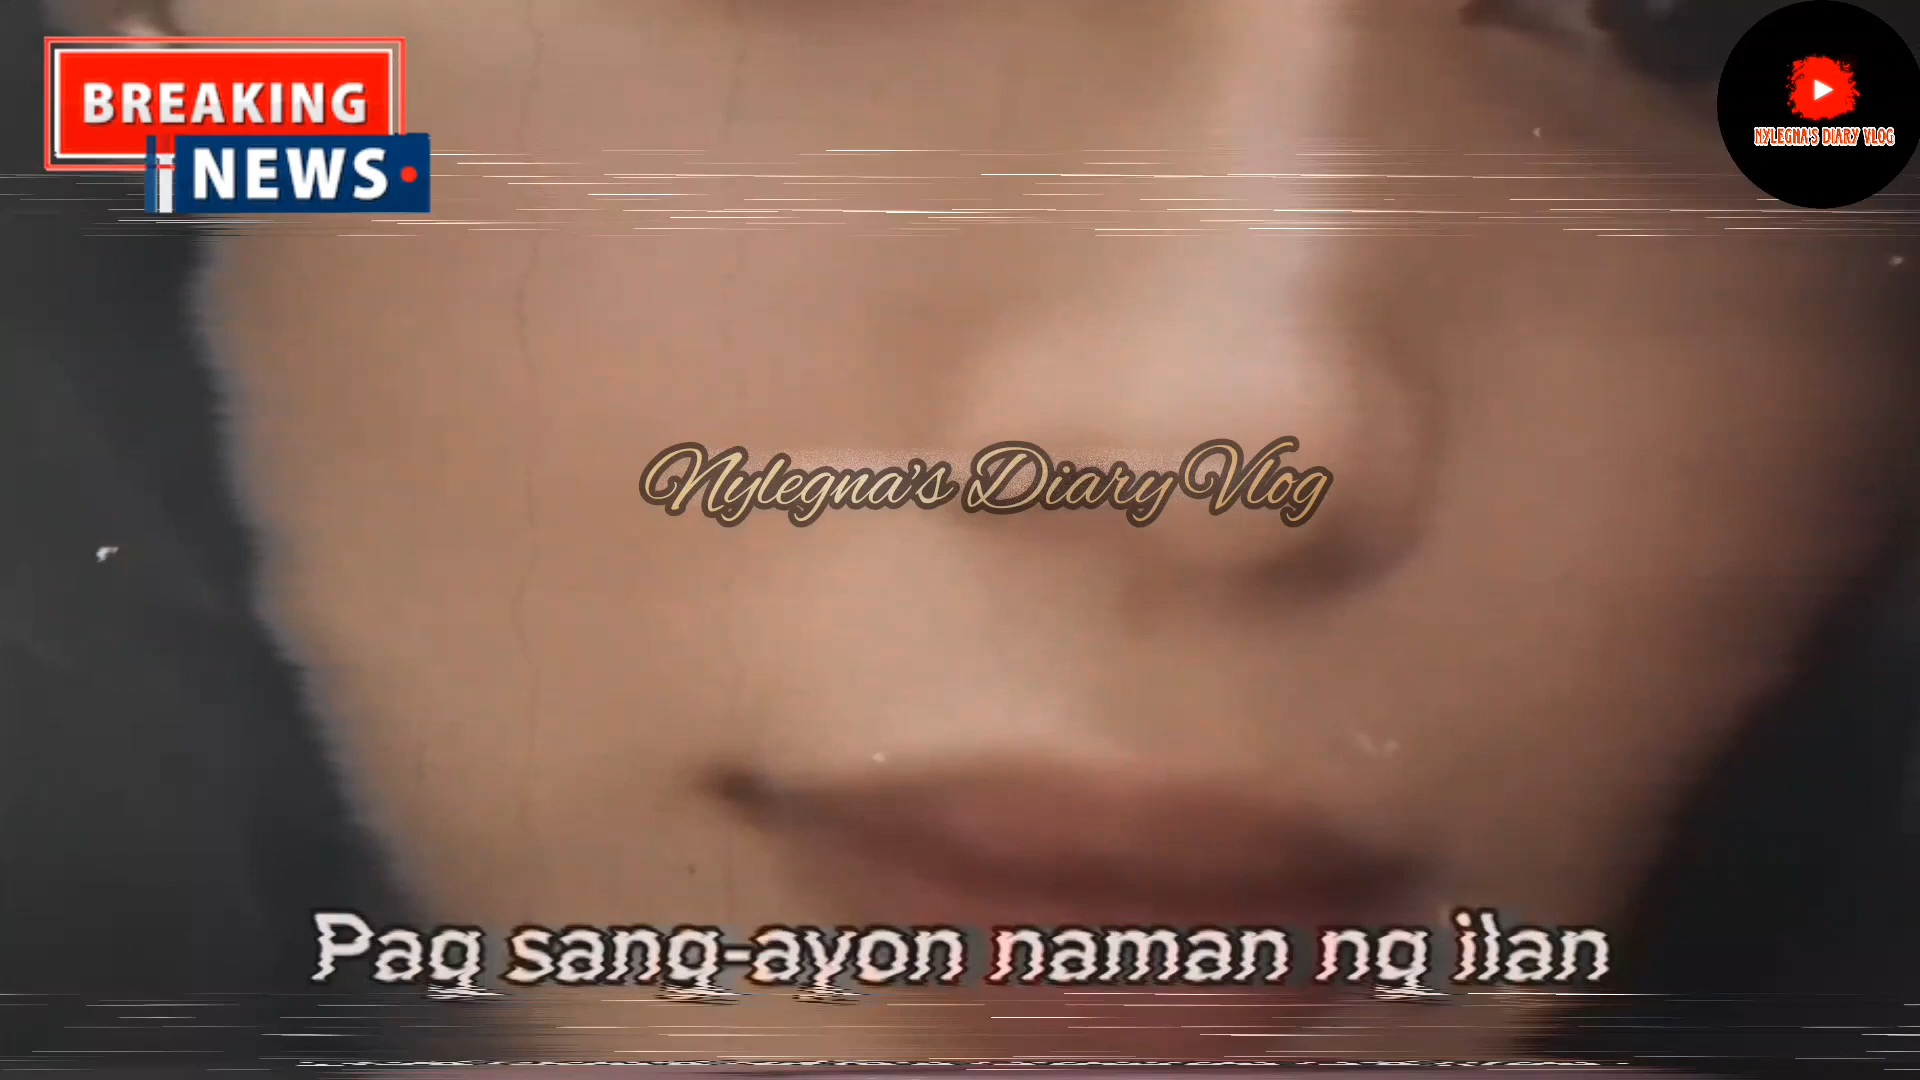 BREAKING
NEWS
NYLEGNA'S DIARY VLOG
Nylegna's Diary Vlog
Pag sang-ayon naman ng ilan